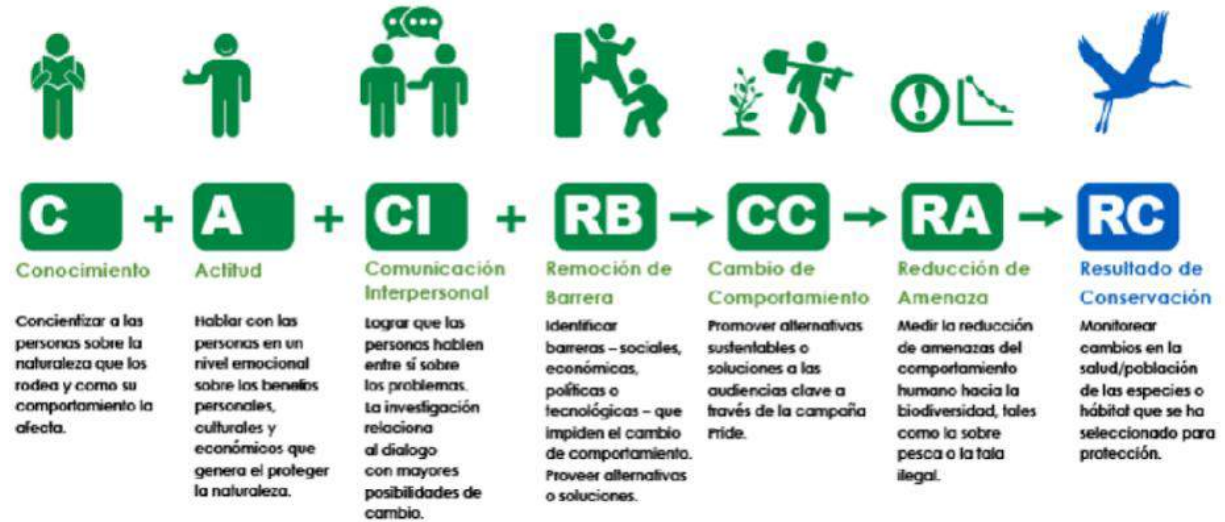 C + A + CI + RB → CC → RA → RC
Conocimiento
Concientizar a las
personas sobre la
naturaleza que los
rodea y como su
comportamiento la
afecta.
Actitud
Hablar con las
personas en un
nivel emocional
sobre los benefios
personales,
culturales y
económicos que
genera el proteger
la naturaleza.
Comunicación
Interpersonal
Lograr que las
personas hablen
entre sí sobre
los problemas.
La investigación
relaciona
al dialogo
con mayores
posibilidades de
cambio.
Remoción de
Barrera
Identificar
barreras – sociales,
económicas,
políticas o
tecnológicas – que
impiden el cambio
de comportamiento.
Proveer alternativas
o soluciones.
Cambio de
Comportamiento
Promover alternativas
sustentables o
soluciones a las
audiencias clave a
través de la campaña
Pride.
Reducción de
Amenaza
Medir la reducción
de amenazas del
comportamiento
humano hacia la
biodiversidad, tales
como la sobre
pesca o la tala
ilegal.
Resultado de
Conservación
Monitorear
cambios en la
salud/población
de las especies o
hábitat que se ha
seleccionado para
protección.